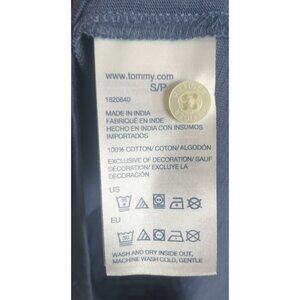 www.tommy.com
S/P
1820640
MADE IN INDIA
FABRIQUÉ EN INDE
HECHO EN INDIA CON INSUMOS
IMPORTADOS
100% COTTON/ COTON/ ALGODÓN
EXCLUSIVE OF DECORATION/ SAUF
DÉCORATION/ EXCLUYE LA
DECORACIÓN
US
EU
WASH AND DRY INSIDE OUT,
MACHINE WASH COLD, GENTLE